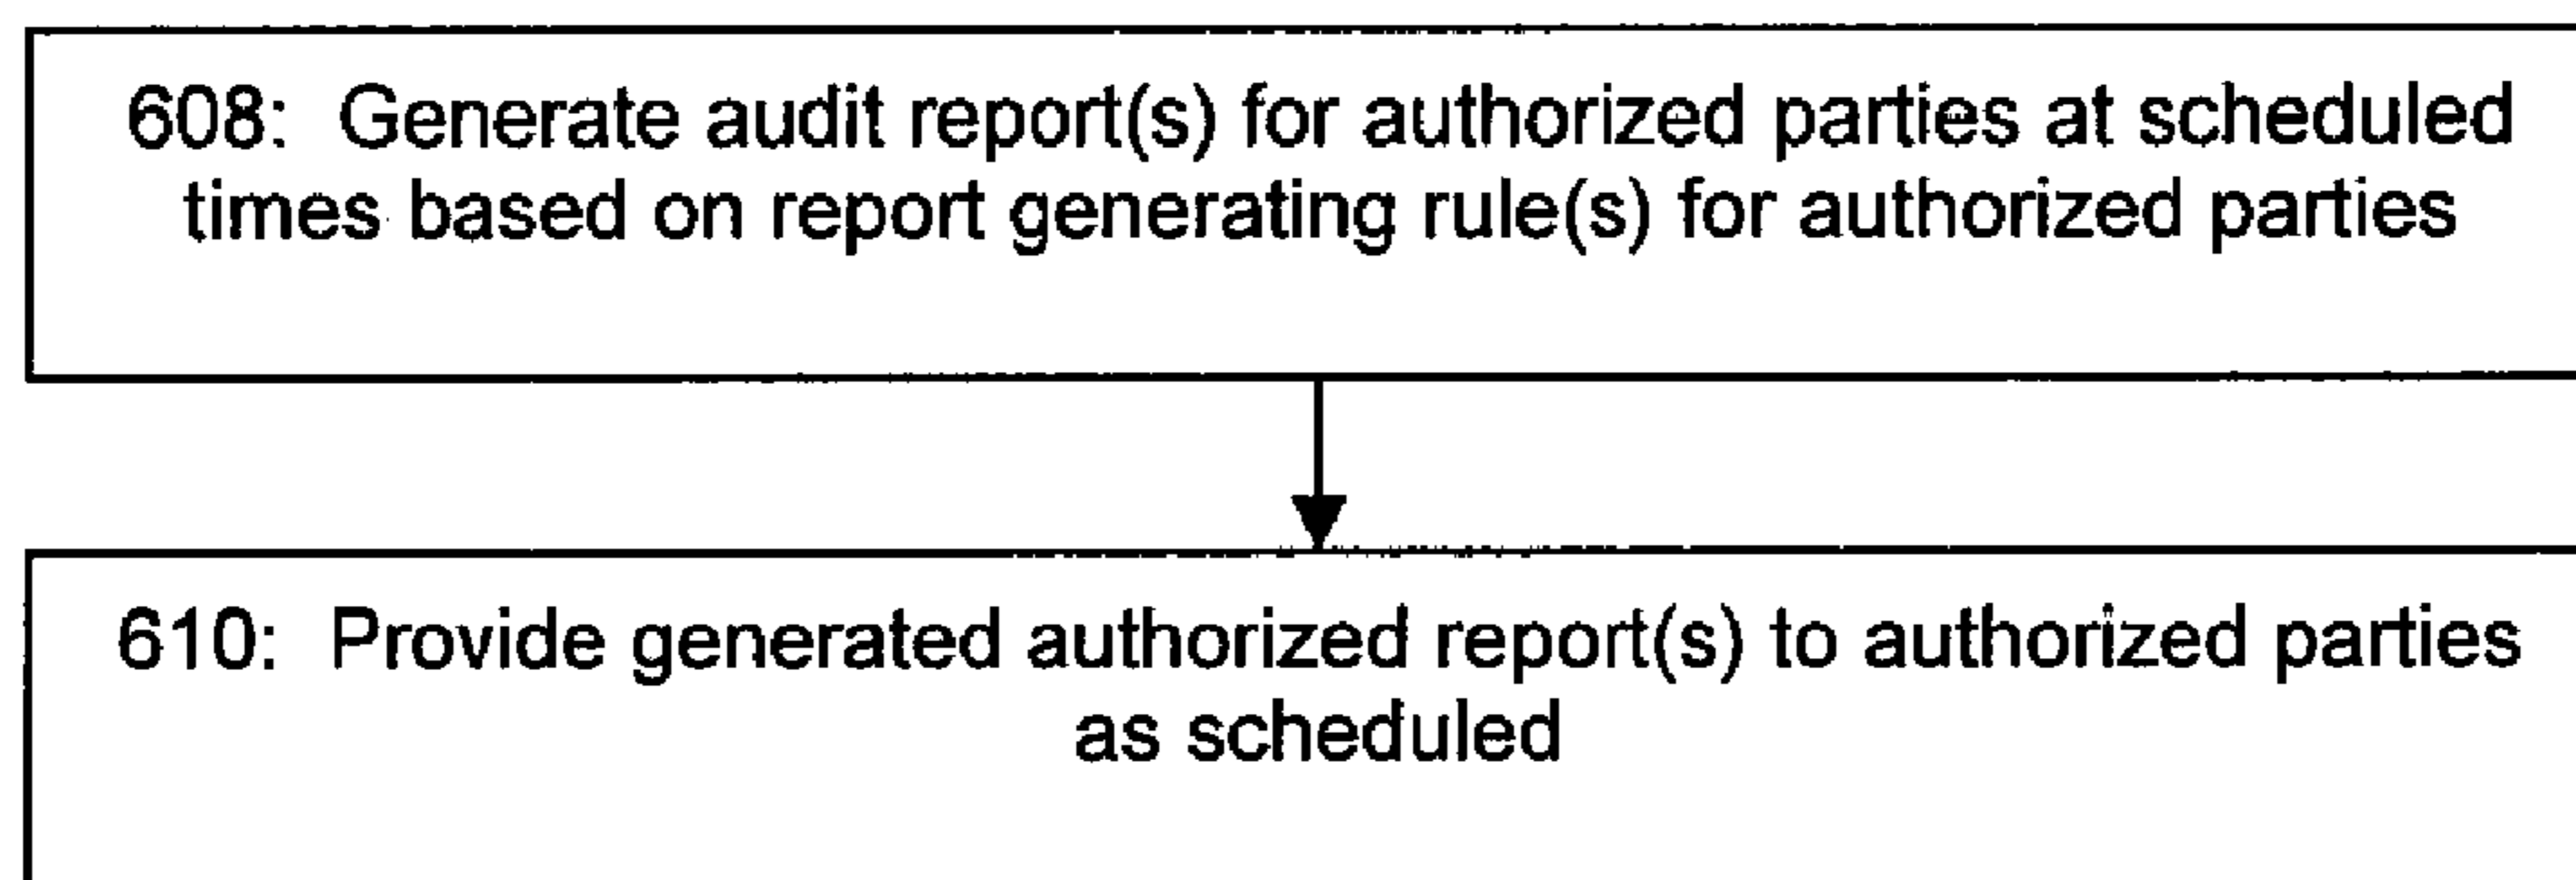 608: Generate audit report(s) for authorized parties at scheduled
times based on report generating rule(s) for authorized parties
610: Provide generated authorized report(s) to authorized parties
as scheduled